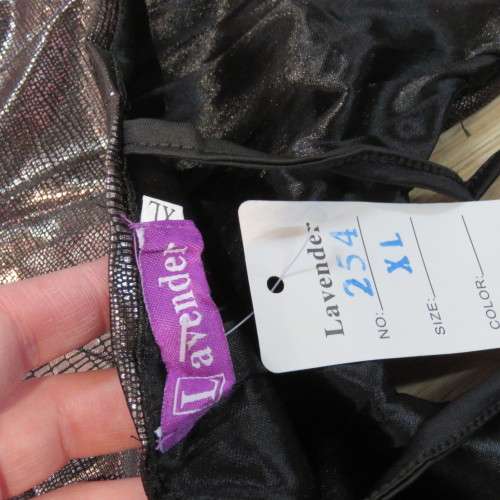 XL
Lavender
Lavender
NO: 254
SIZE: XL
COLOR: